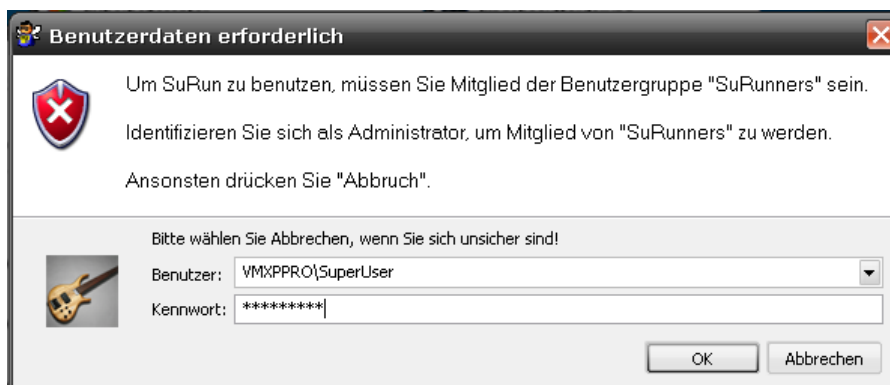 Benutzerdaten erforderlich
Um SuRun zu benutzen, müssen Sie Mitglied der Benutzergruppe "SuRunners" sein.
Identifizieren Sie sich als Administrator, um Mitglied von "SuRunners" zu werden.
Ansonsten drücken Sie "Abbruch".
Bitte wählen Sie Abbrechen, wenn Sie sich unsicher sind!
Benutzer: VMXPPRO\SuperUser
Kennwort: *********
OK Abbrechen